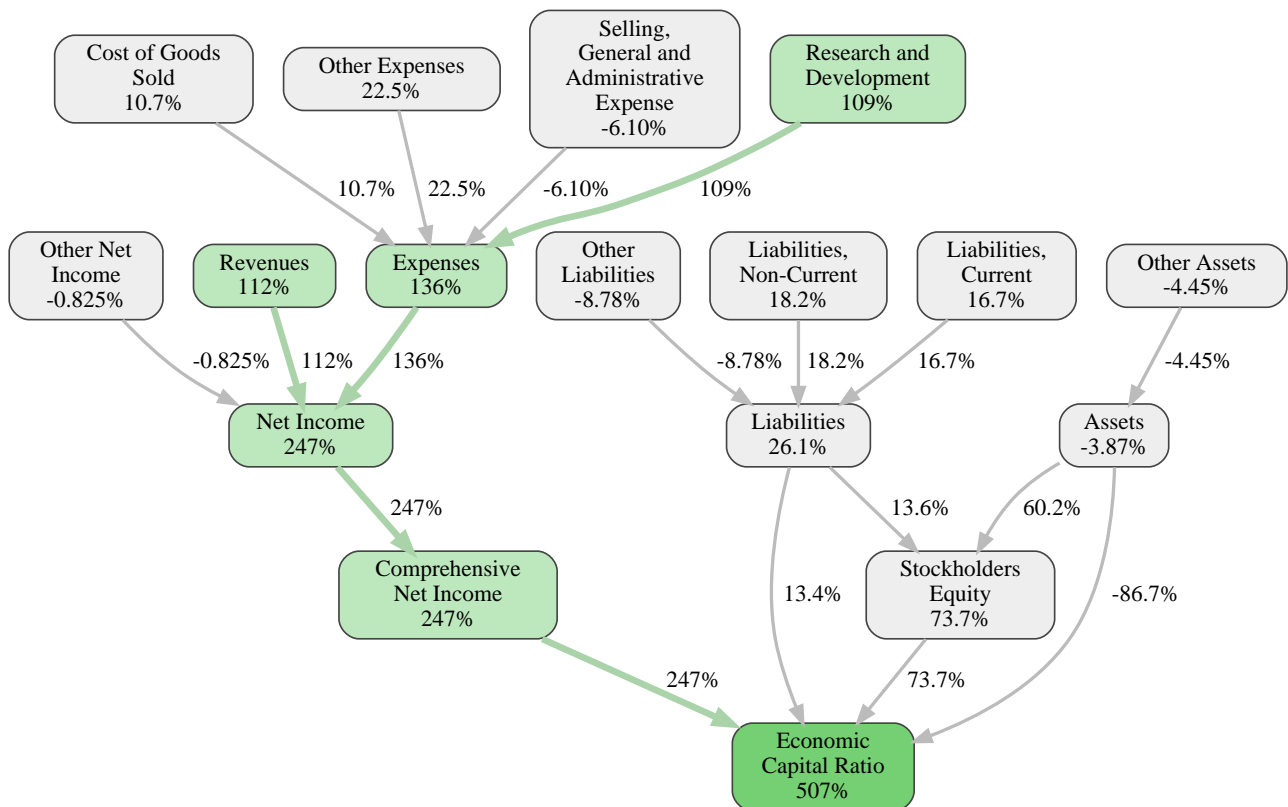 Cost of Goods
Sold
10.7%
Other Expenses
22.5%
Selling,
General and
Administrative
Expense
-6.10%
Research and
Development
109%
10.7%
22.5%
-6.10%
109%
Other Net
Income
-0.825%
Revenues
112%
Expenses
136%
Other
Liabilities
-8.78%
Liabilities,
Non-Current
18.2%
Liabilities,
Current
16.7%
Other Assets
-4.45%
-0.825%
112%
136%
-8.78%
18.2%
16.7%
-4.45%
Net Income
247%
Liabilities
26.1%
Assets
-3.87%
247%
13.6%
60.2%
Comprehensive
Net Income
247%
13.4%
Stockholders
Equity
73.7%
-86.7%
247%
73.7%
Economic
Capital Ratio
507%